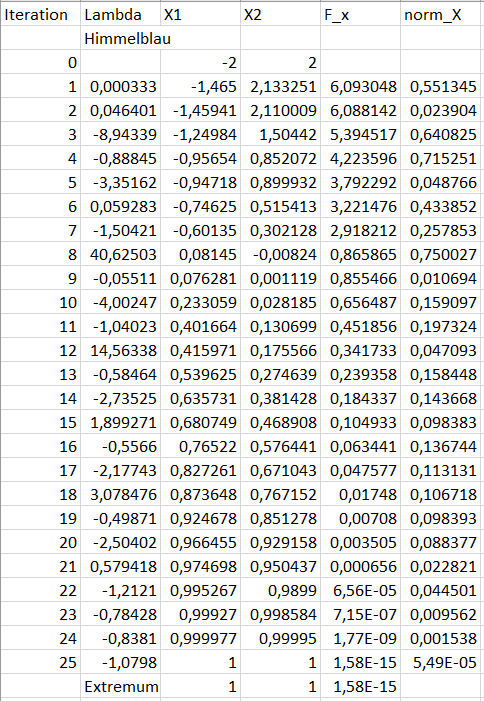 Iteration Lambda X1 X2 F_x norm_X
Himmelblau
0 -2 2
1 0,000333 -1,465 2,133251 6,093048 0,551345
2 0,046401 -1,45941 2,110009 6,088142 0,023904
3 -8,94339 -1,24984 1,50442 5,394517 0,640825
4 -0,88845 -0,95654 0,852072 4,223596 0,715251
5 -3,35162 -0,94718 0,899932 3,792292 0,048766
6 0,059283 -0,74625 0,515413 3,221476 0,433852
7 -1,50421 -0,60135 0,302128 2,918212 0,257853
8 40,62503 0,08145 -0,00824 0,865865 0,750027
9 -0,05511 0,076281 0,001119 0,855466 0,010694
10 -4,00247 0,233059 0,028185 0,656487 0,159097
11 -1,04023 0,401664 0,130699 0,451856 0,197324
12 14,56338 0,415971 0,175566 0,341733 0,047093
13 -0,58464 0,539625 0,274639 0,239358 0,158448
14 -2,73525 0,635731 0,381428 0,184337 0,143668
15 1,899271 0,680749 0,468908 0,104933 0,098383
16 -0,5566 0,76522 0,576441 0,063441 0,136744
17 -2,17743 0,827261 0,671043 0,047577 0,113131
18 3,078476 0,873648 0,767152 0,01748 0,106718
19 -0,49871 0,924678 0,851278 0,00708 0,098393
20 -2,50402 0,966455 0,929158 0,003505 0,088377
21 0,579418 0,974698 0,950437 0,000656 0,022821
22 -1,2121 0,995267 0,9899 6,56E-05 0,044501
23 -0,78428 0,99927 0,998584 7,15E-07 0,009562
24 -0,8381 0,999977 0,99995 1,77E-09 0,001538
25 -1,0798 1 1 1,58E-15 5,49E-05
Extremum 1 1 1,58E-15